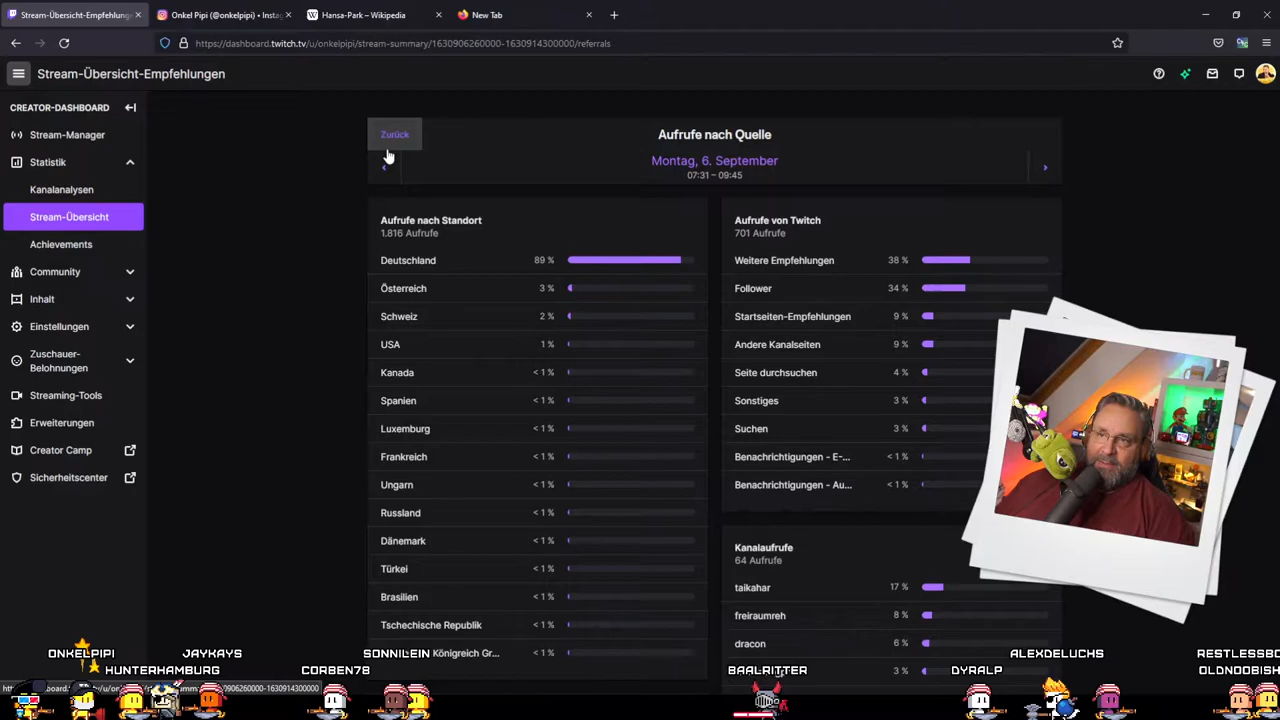 Stream-Übersicht-Empfehlung
Onkel Pipi (@onkelpipi) • Insta
Hansa-Park – Wikipedia
New Tab
https://dashboard.twitch.tv/u/onkelpipi/stream-summary/1630906260000-1630914300000/referrals
Stream-Übersicht-Empfehlungen
CREATOR-DASHBOARD
Stream-Manager
Statistik
Kanalanalysen
Stream-Übersicht
Achievements
Community
Inhalt
Einstellungen
Zuschauer-
Belohnungen
Streaming-Tools
Erweiterungen
Creator Camp
Sicherheitscenter
Zurück
Aufrufe nach Quelle
Montag, 6. September
07:31 – 09:45
Aufrufe nach Standort
1.816 Aufrufe
Deutschland 89 %
Österreich 3 %
Schweiz 2 %
USA 1 %
Kanada < 1 %
Spanien < 1 %
Luxemburg < 1 %
Frankreich < 1 %
Ungarn < 1 %
Russland < 1 %
Dänemark < 1 %
Türkei < 1 %
Brasilien < 1 %
Tschechische Republik < 1 %
Königreich Gr... < 1 %
Aufrufe von Twitch
701 Aufrufe
Weitere Empfehlungen 38 %
Follower 34 %
Startseiten-Empfehlungen 9 %
Andere Kanalseiten 9 %
Seite durchsuchen 4 %
Sonstiges 3 %
Suchen 3 %
Benachrichtigungen - E-... < 1 %
Benachrichtigungen - Au... < 1 %
Kanalaufrufe
64 Aufrufe
taikahar 17 %
freiraumreh 8 %
dracon 6 %
3 %
ONKELPIPI
HUNTERHAMBURG
JAYKAYS
CORBEN78
SONNILEIN
BAALRITTER
DYRALP
ALEXDELUCHS
RESTLESSBO
OLDNOOBISH